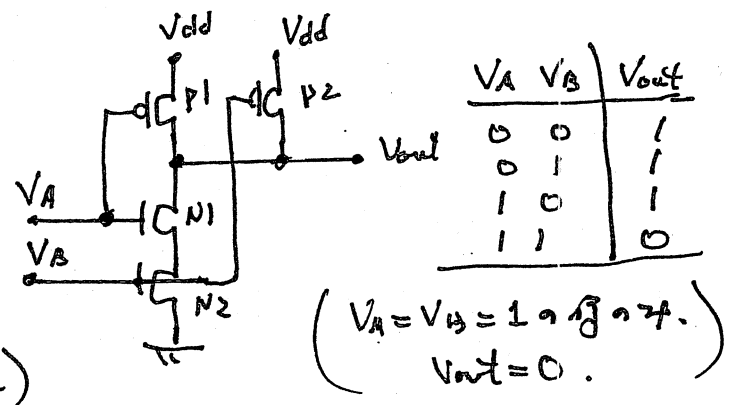 Vdd Vdd
P1 P2
Vout
VA
N1
VB
N2
VA VB Vout
0 0 1
0 1 1
1 0 1
1 1 0
(VA = VB = 1 の時のみ.
Vout = 0 .)
)